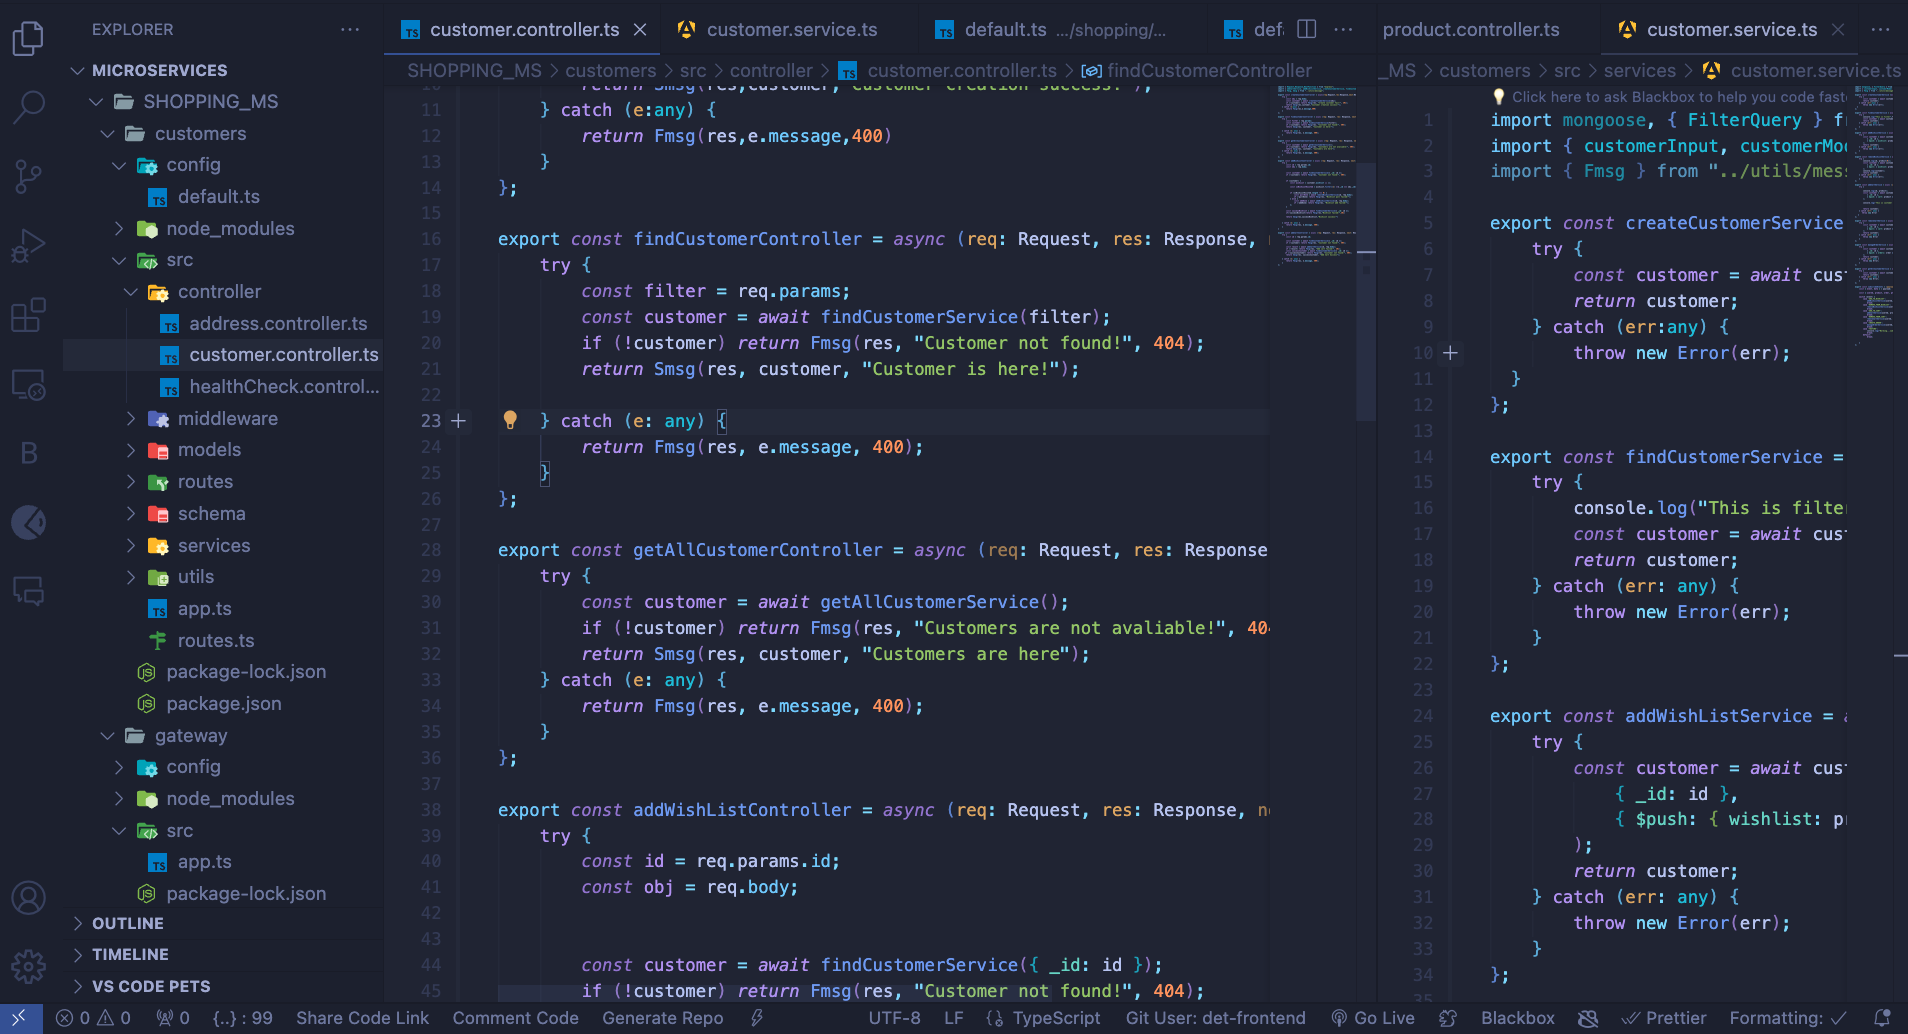 EXPLORER
MICROSERVICES
SHOPPING_MS
customers
config
default.ts
node_modules
src
controller
address.controller.ts
customer.controller.ts
healthCheck.control...
middleware
models
routes
schema
services
utils
app.ts
routes.ts
package-lock.json
package.json
gateway
config
node_modules
src
app.ts
package-lock.json
OUTLINE
TIMELINE
VS CODE PETS
customer.controller.ts
customer.service.ts
default.ts .../shopping/...
SHOPPING_MS > customers > src > controller > customer.controller.ts > findCustomerController
11 } catch (e:any) {
12 return Fmsg(res,e.message,400)
13 }
14 };
15
16 export const findCustomerController = async (req: Request, res: Response,
17 try {
18 const filter = req.params;
19 const customer = await findCustomerService(filter);
20 if (!customer) return Fmsg(res, "Customer not found!", 404);
21 return Smsg(res, customer, "Customer is here!");
22
23 } catch (e: any) {
24 return Fmsg(res, e.message, 400);
25 }
26 };
27
28 export const getAllCustomerController = async (req: Request, res: Response
29 try {
30 const customer = await getAllCustomerService();
31 if (!customer) return Fmsg(res, "Customers are not avaliable!", 404
32 return Smsg(res, customer, "Customers are here");
33 } catch (e: any) {
34 return Fmsg(res, e.message, 400);
35 }
36 };
37
38 export const addWishListController = async (req: Request, res: Response, n
39 try {
40 const id = req.params.id;
41 const obj = req.body;
42
43
44 const customer = await findCustomerService({ _id: id });
45 if (!customer) return Fmsg(res, "Customer not found!", 404);
product.controller.ts
customer.service.ts
_MS > customers > src > services > customer.service.ts
Click here to ask Blackbox to help you code fast
1 import mongoose, { FilterQuery }
2 import { customerInput, customerMo
3 import { Fmsg } from "../utils/mes
4
5 export const createCustomerService
6 try {
7 const customer = await cus
8 return customer;
9 } catch (err:any) {
10 throw new Error(err);
11 }
12 };
13
14 export const findCustomerService =
15 try {
16 console.log("This is filte
17 const customer = await cus
18 return customer;
19 } catch (err: any) {
20 throw new Error(err);
21 }
22 };
23
24 export const addWishListService =
25 try {
26 const customer = await cus
27 { _id: id },
28 { $push: { wishlist: p
29 );
30 return customer;
31 } catch (err: any) {
32 throw new Error(err);
33 }
34 };
0 0 0 {..} : 99 Share Code Link Comment Code Generate Repo UTF-8 LF TypeScript Git User: det-frontend Go Live Blackbox Prettier Formatting: ✓